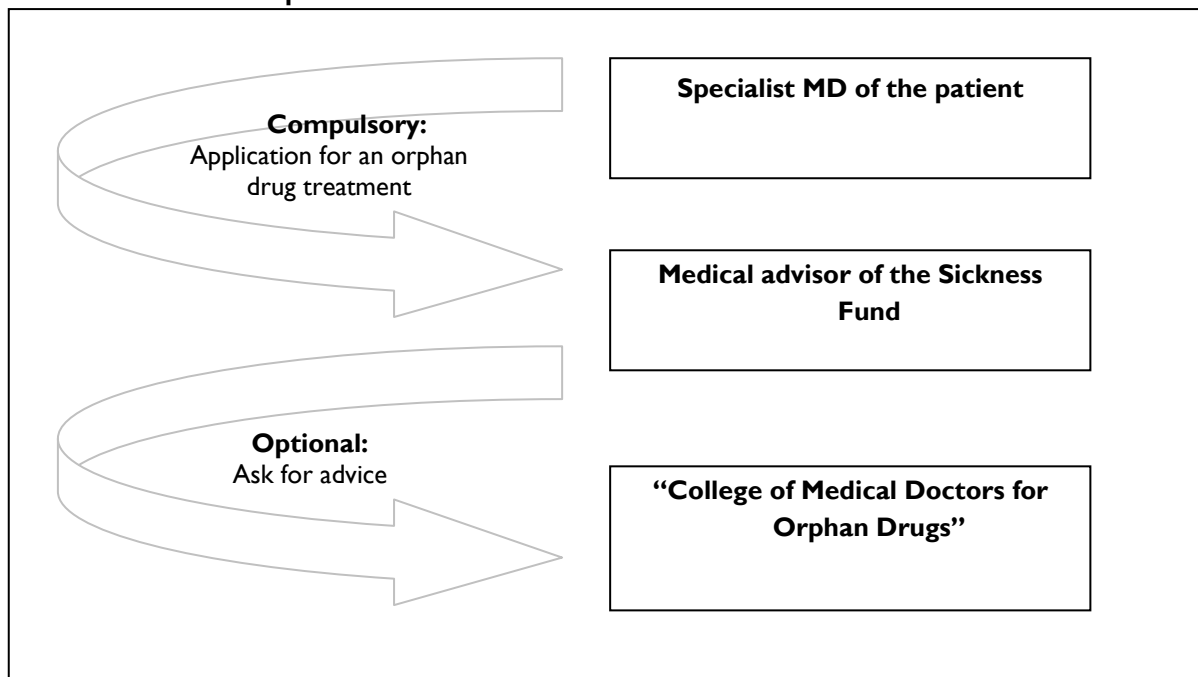 Specialist MD of the patient
Compulsory:
Application for an orphan
drug treatment
Medical advisor of the Sickness
Fund
Optional:
Ask for advice
“College of Medical Doctors for
Orphan Drugs”